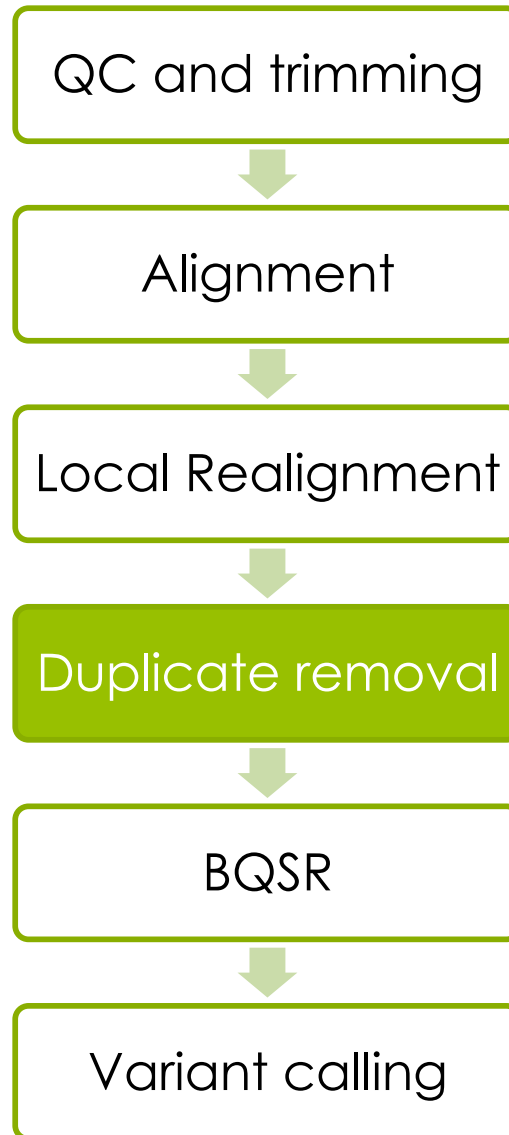 QC and trimming
Alignment
Local Realignment
Duplicate removal
BQSR
Variant calling